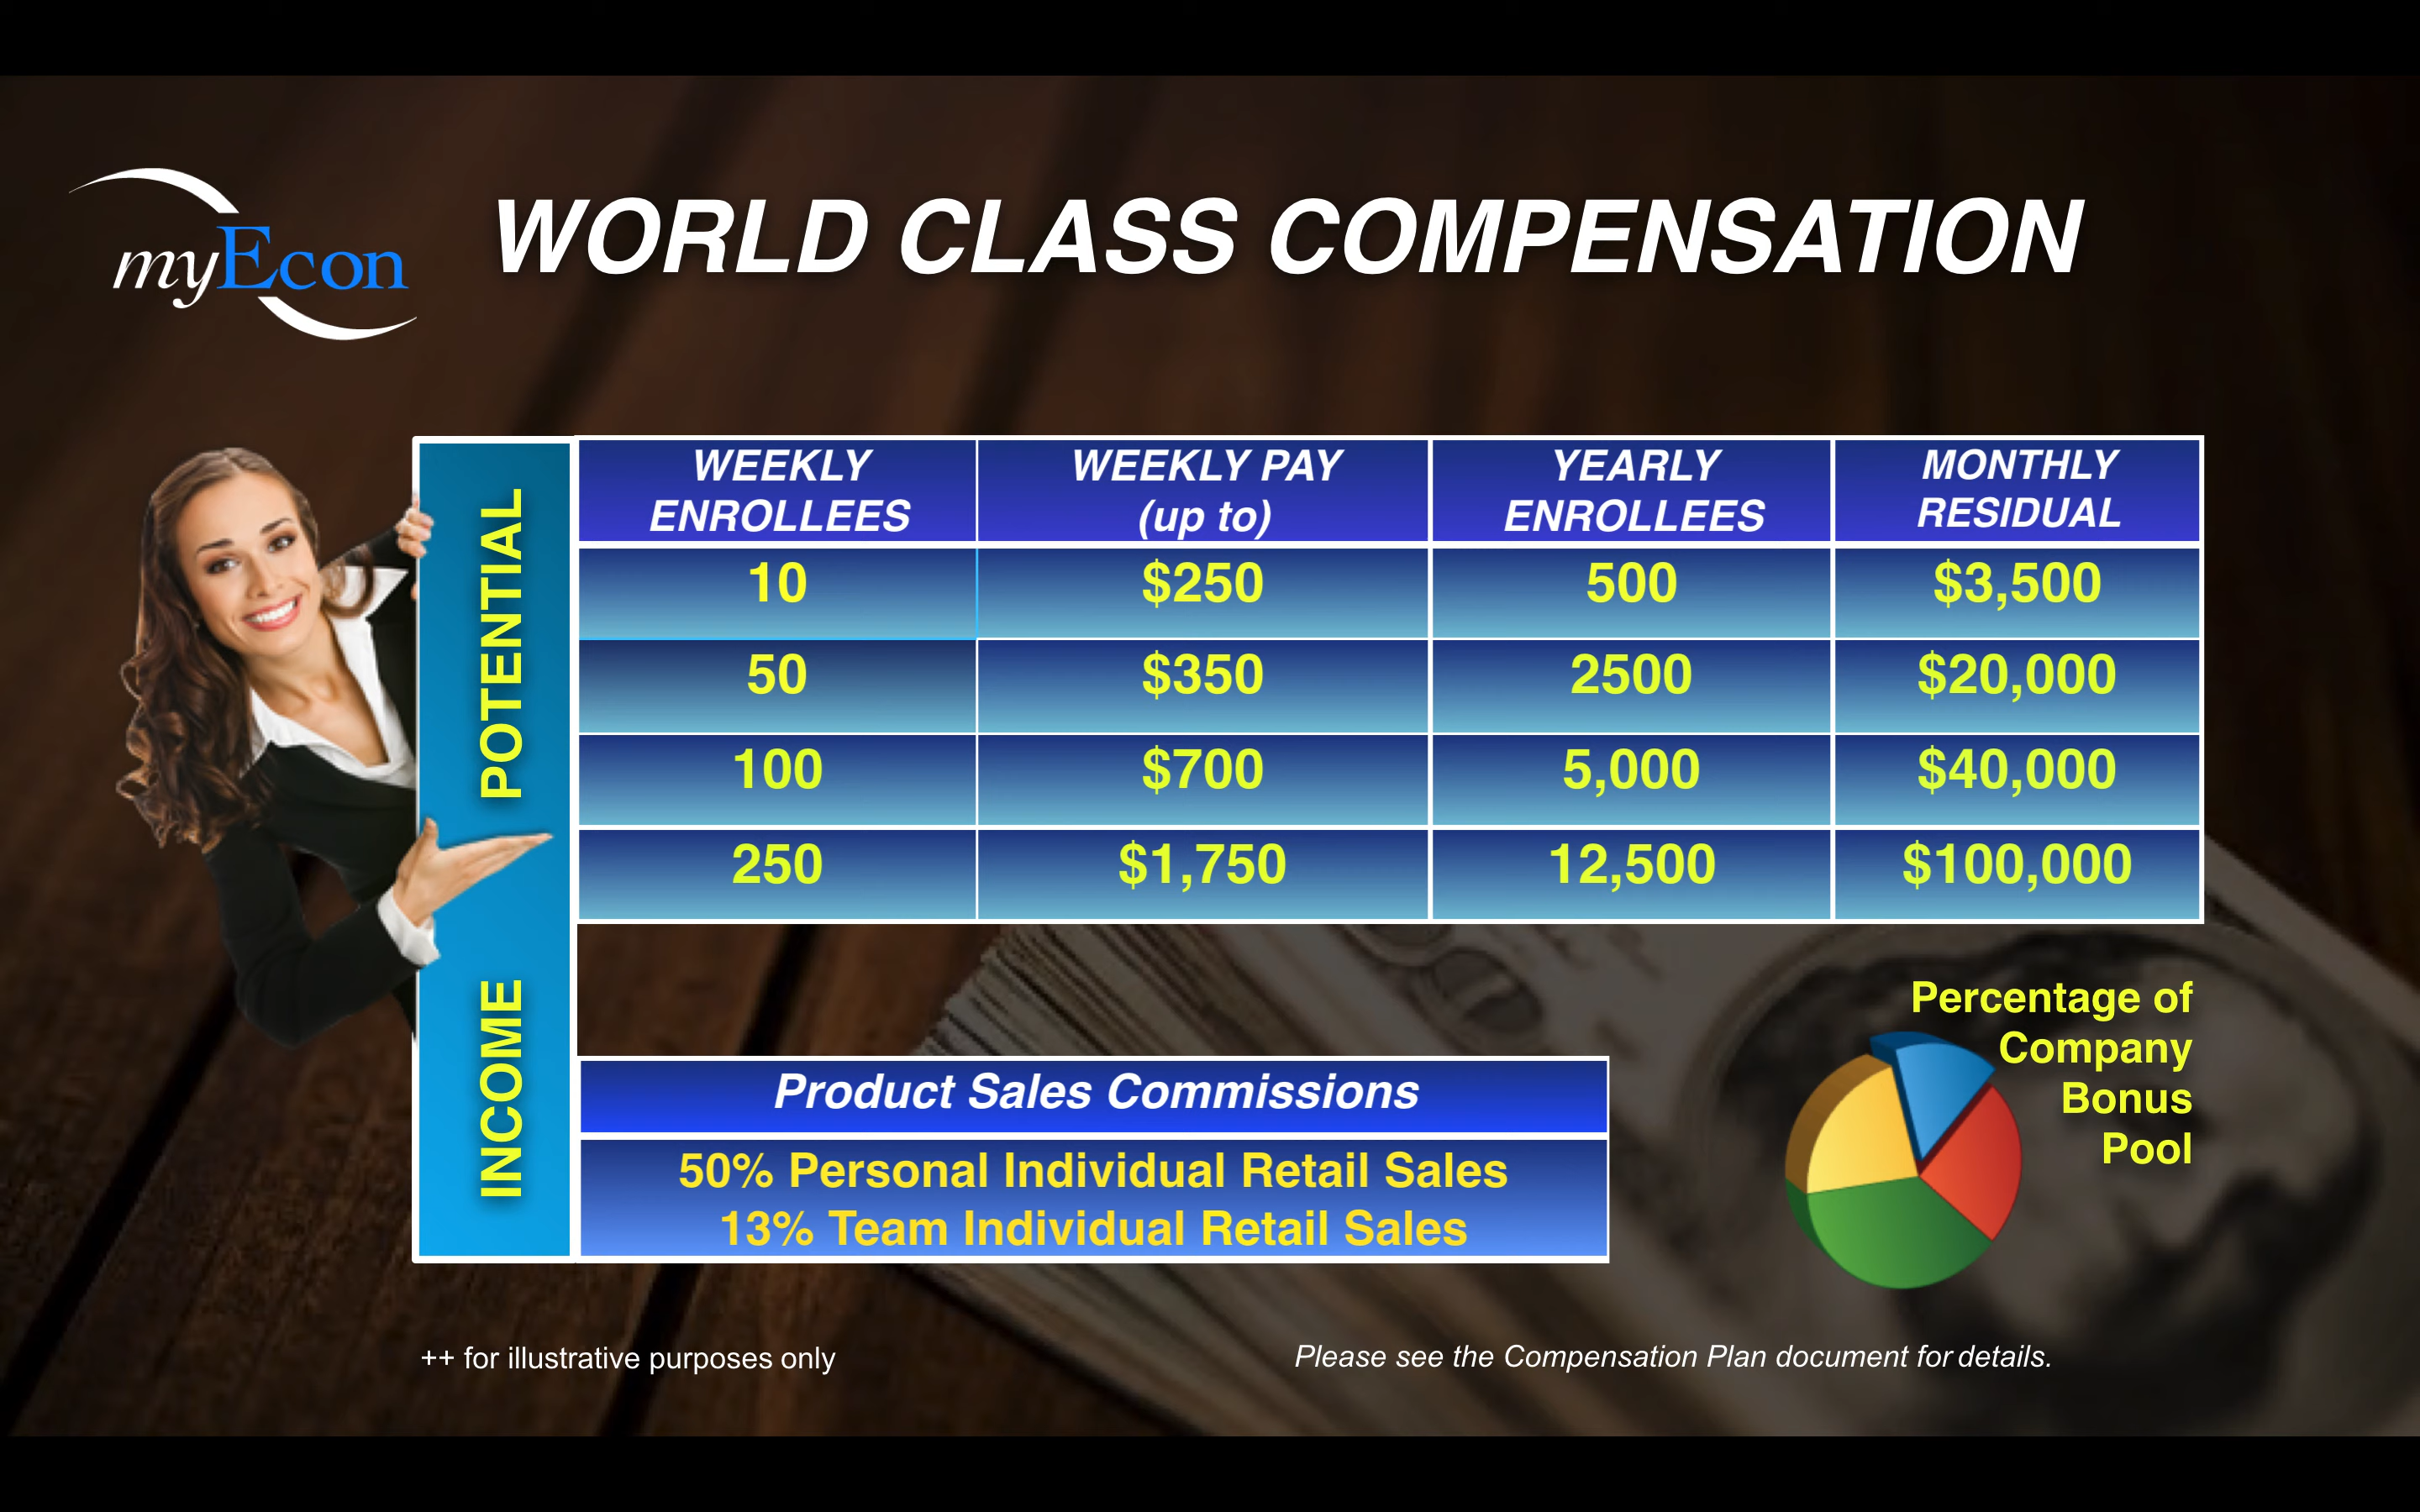 myEcon
WORLD CLASS COMPENSATION
INCOME POTENTIAL
WEEKLY ENROLLEES
WEEKLY PAY (up to)
YEARLY ENROLLEES
MONTHLY RESIDUAL
10 $250 500 $3,500
50 $350 2500 $20,000
100 $700 5,000 $40,000
250 $1,750 12,500 $100,000
Product Sales Commissions
50% Personal Individual Retail Sales
13% Team Individual Retail Sales
Percentage of
Company
Bonus
Pool
++ for illustrative purposes only
Please see the Compensation Plan document for details.